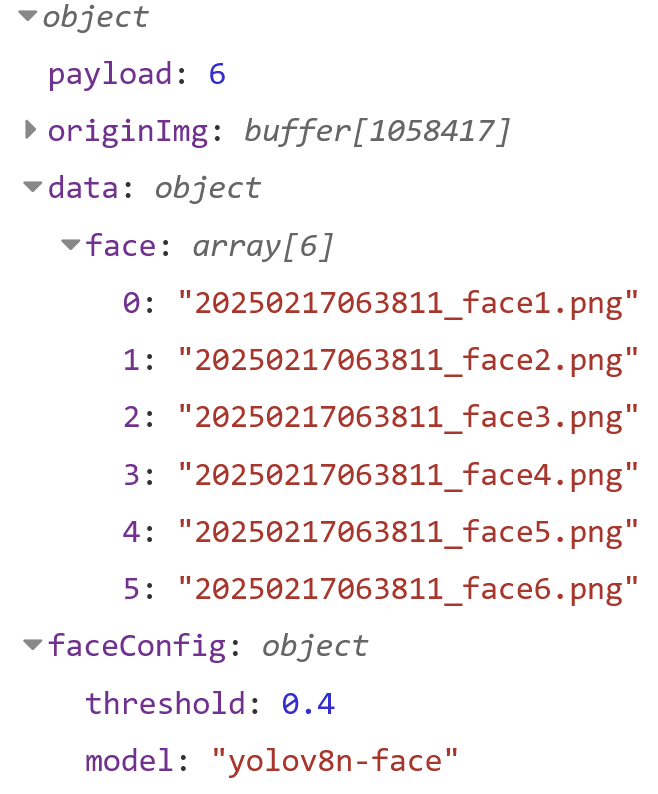 object
payload: 6
originImg: buffer[1058417]
data: object
face: array[6]
0: "20250217063811_face1.png"
1: "20250217063811_face2.png"
2: "20250217063811_face3.png"
3: "20250217063811_face4.png"
4: "20250217063811_face5.png"
5: "20250217063811_face6.png"
faceConfig: object
threshold: 0.4
model: "yolov8n-face"